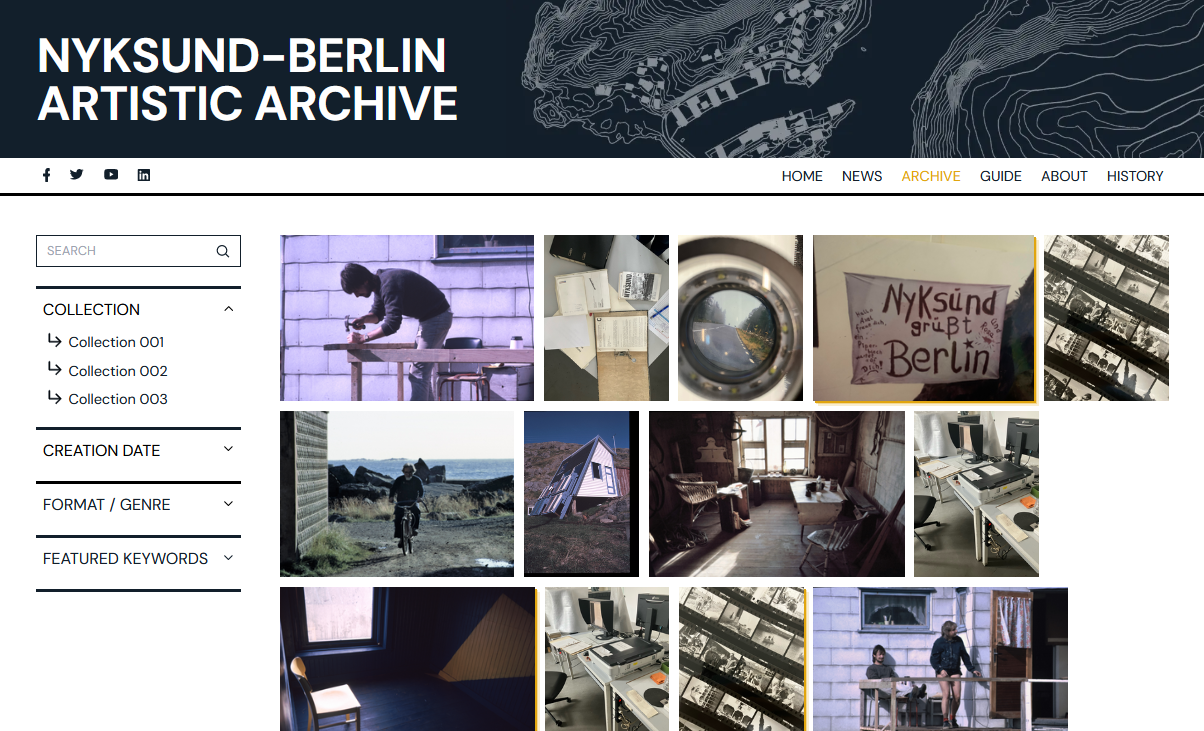 NYKSUND-BERLIN
ARTISTIC ARCHIVE
HOME NEWS ARCHIVE GUIDE ABOUT HISTORY
SEARCH
COLLECTION
Collection 001
Collection 002
Collection 003
CREATION DATE
FORMAT / GENRE
FEATURED KEYWORDS
NYKSUND
NyKsünd
grüßt
Berlin